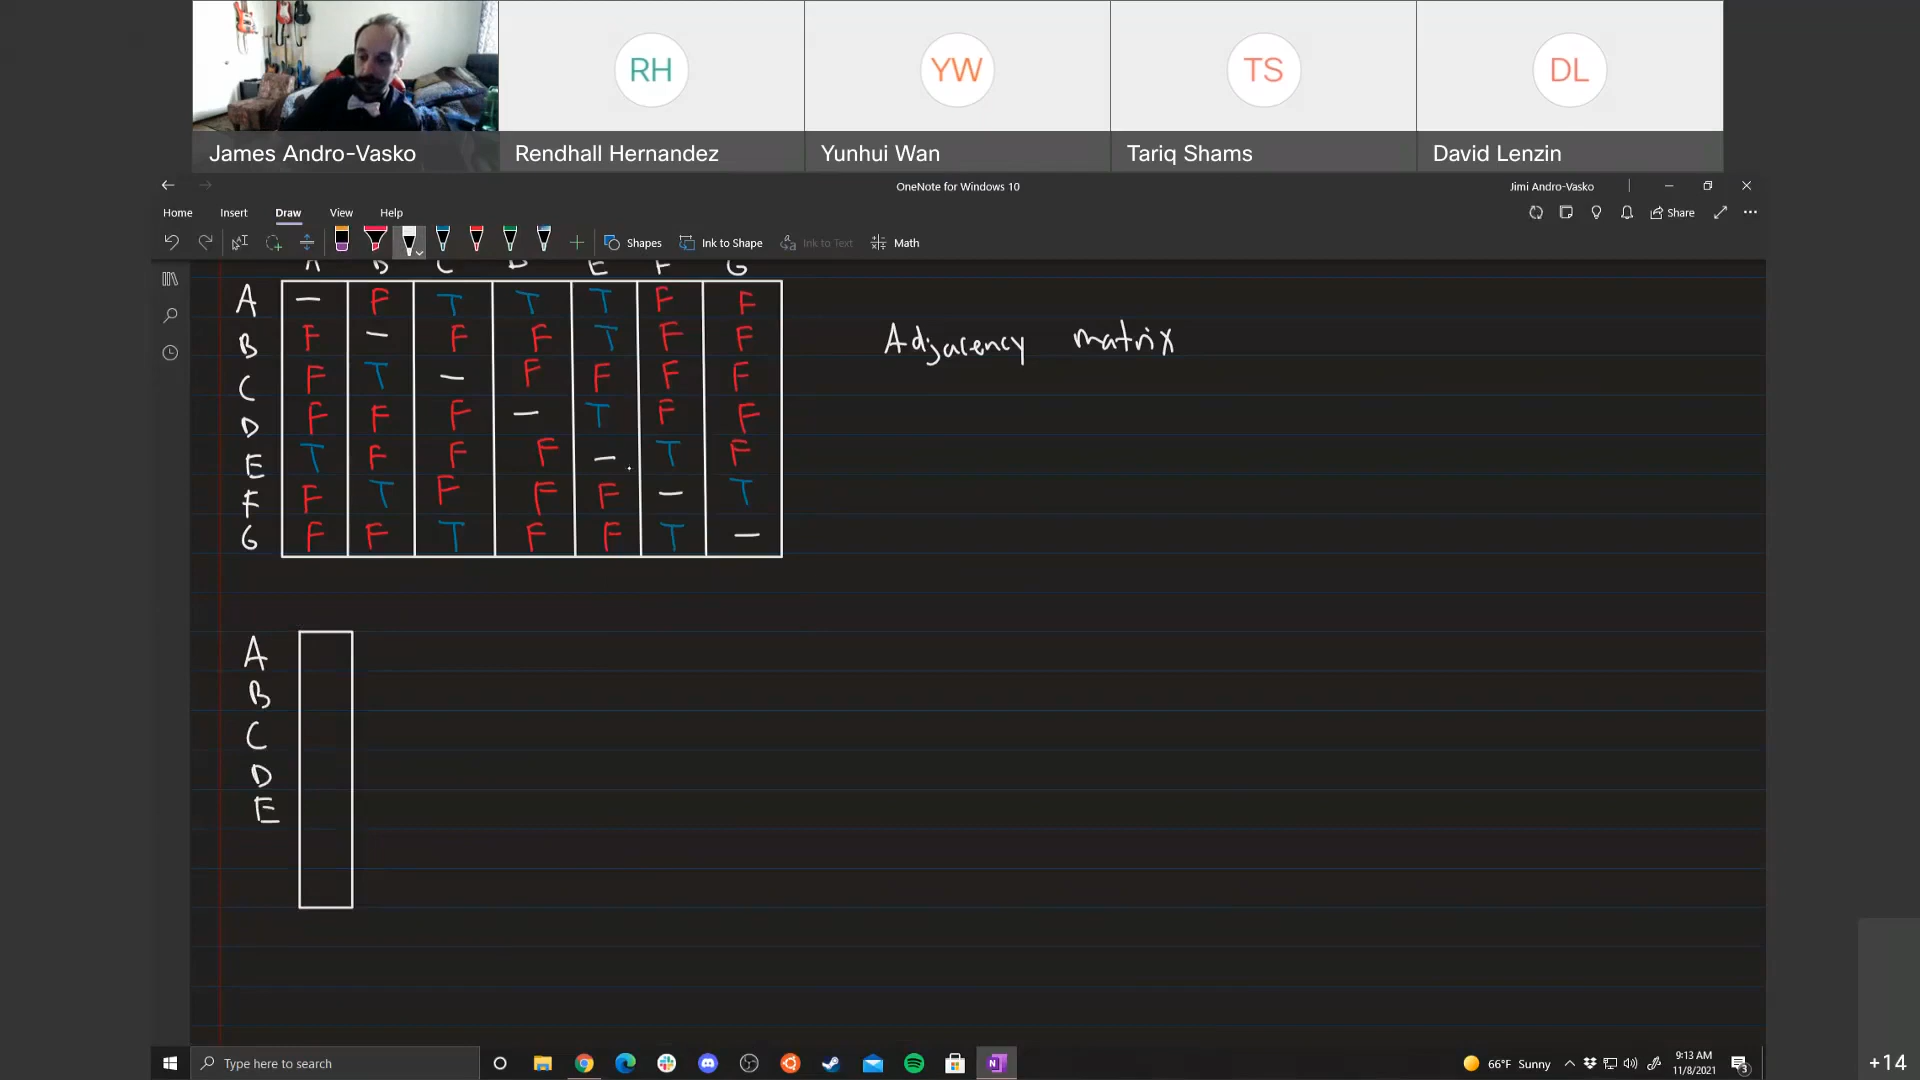 RH YW TS DL
James Andro-Vasko Rendhall Hernandez Yunhui Wan Tariq Shams David Lenzin
OneNote for Windows 10 Jimi Andro-Vasko
Home Insert Draw View Help Share
Shapes Ink to Shape Ink to Text Math
A B C D E F G
A — F T T T F F
B F — F F T F F
C F T — F F F F
D F F F — T F F
E T F F F — T F
F F T F F F — T
G F F T F F T —
Adjacency matrix
A
B
C
D
E
Type here to search 66°F Sunny 9:13 AM
11/8/2021 3
+14